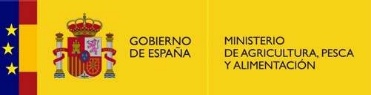 GOBIERNO
DE ESPAÑA
MINISTERIO
DE AGRICULTURA, PESCA
Y ALIMENTACIÓN